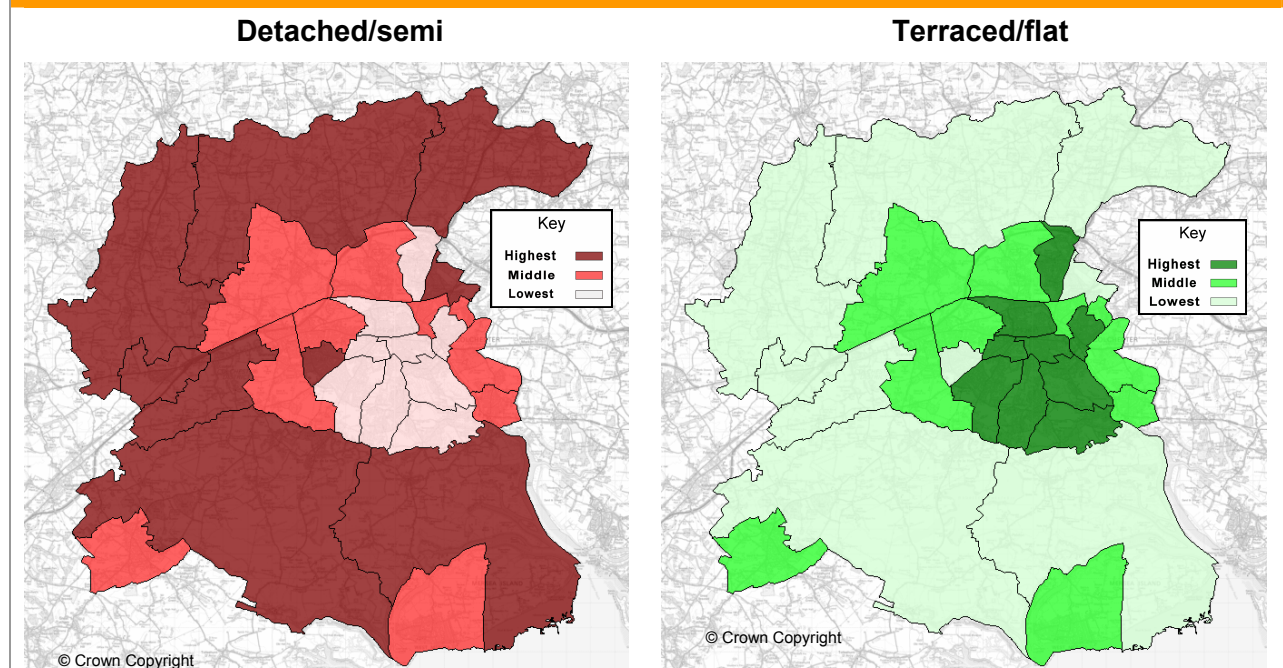 Detached/semi
Key
Highest
Middle
Lowest
© Crown Copyright
Terraced/flat
Key
Highest
Middle
Lowest
© Crown Copyright